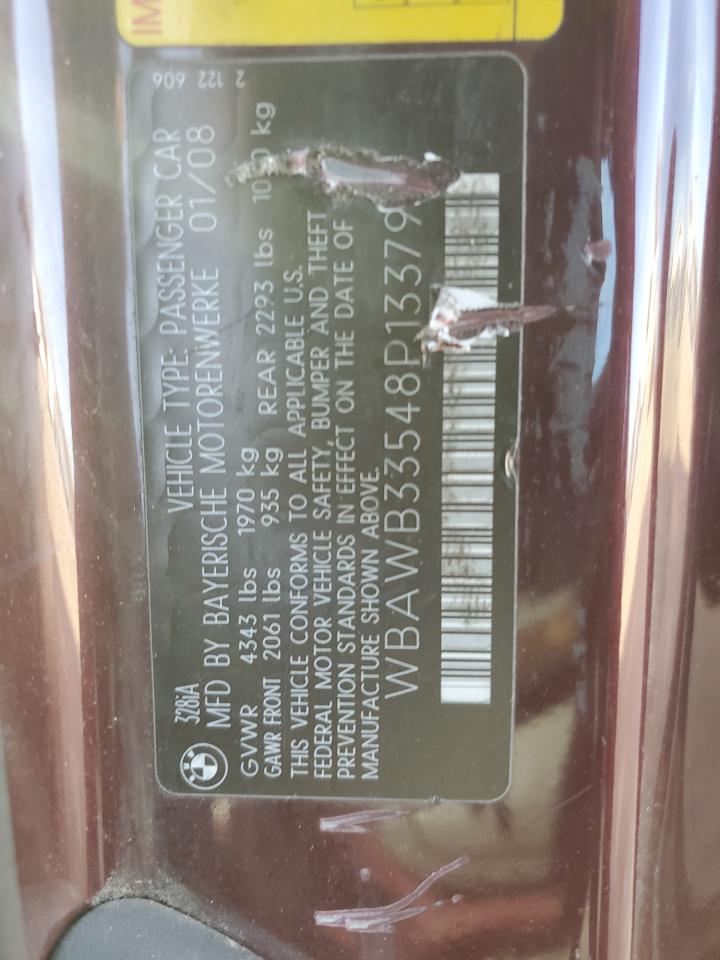 IM
2 122 606
328iA VEHICLE TYPE: PASSENGER CAR
MFD BY BAYERISCHE MOTORENWERKE 01/08
GVWR 4343 lbs 1970 kg
GAWR FRONT 2061 lbs 935 kg REAR 2293 lbs kg
THIS VEHICLE CONFORMS TO ALL APPLICABLE U.S.
FEDERAL MOTOR VEHICLE SAFETY, BUMPER AND THEFT
PREVENTION STANDARDS IN EFFECT ON THE DATE OF
MANUFACTURE SHOWN ABOVE.
WBAWB33548P13379